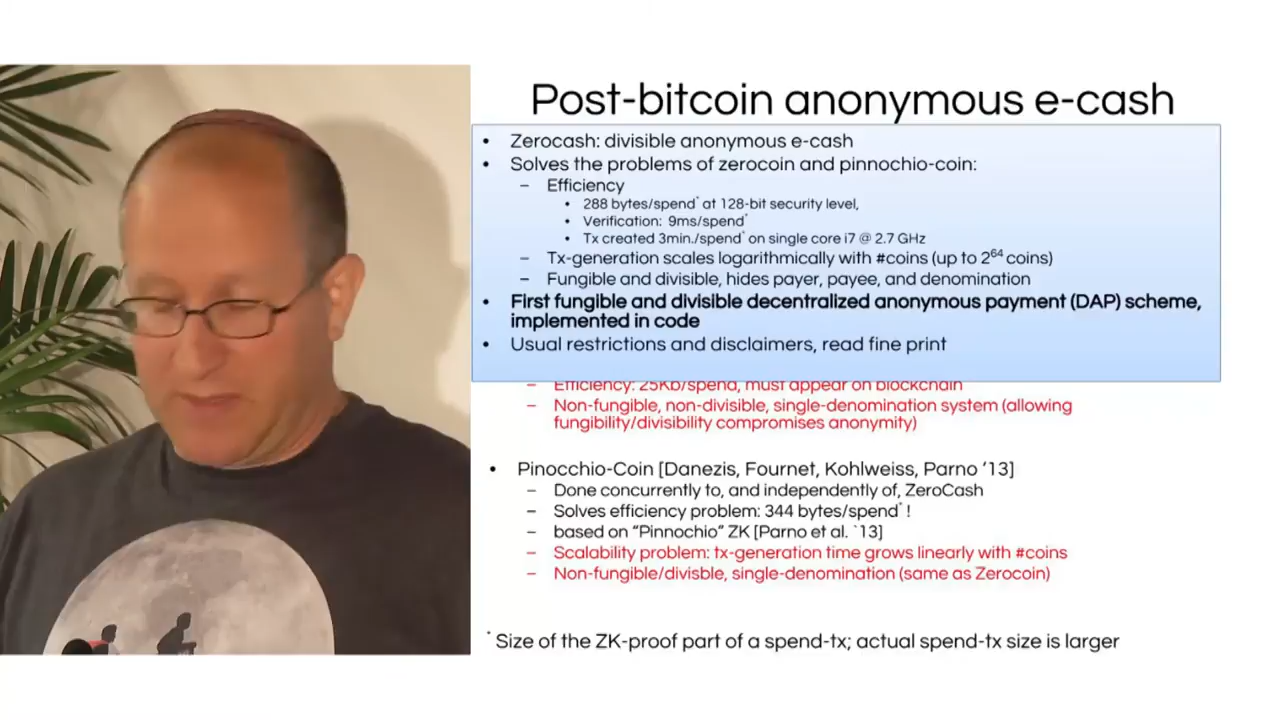 Post-bitcoin anonymous e-cash
• Zerocash: divisible anonymous e-cash
• Solves the problems of zerocoin and pinnochio-coin:
– Efficiency
• 288 bytes/spend* at 128-bit security level,
• Verification: 9ms/spend*
• Tx created 3min./spend* on single core i7 @ 2.7 GHz
– Tx-generation scales logarithmically with #coins (up to 2^64 coins)
– Fungible and divisible, hides payer, payee, and denomination
• First fungible and divisible decentralized anonymous payment (DAP) scheme,
implemented in code
• Usual restrictions and disclaimers, read fine print
– Efficiency: 25Kb/spend, must appear on blockchain
– Non-fungible, non-divisible, single-denomination system (allowing
fungibility/divisibility compromises anonymity)
• Pinocchio-Coin [Danezis, Fournet, Kohlweiss, Parno ‘13]
– Done concurrently to, and independently of, ZeroCash
– Solves efficiency problem: 344 bytes/spend* !
– based on “Pinnochio” ZK [Parno et al. `13]
– Scalability problem: tx-generation time grows linearly with #coins
– Non-fungible/divisble, single-denomination (same as Zerocoin)
* Size of the ZK-proof part of a spend-tx; actual spend-tx size is larger